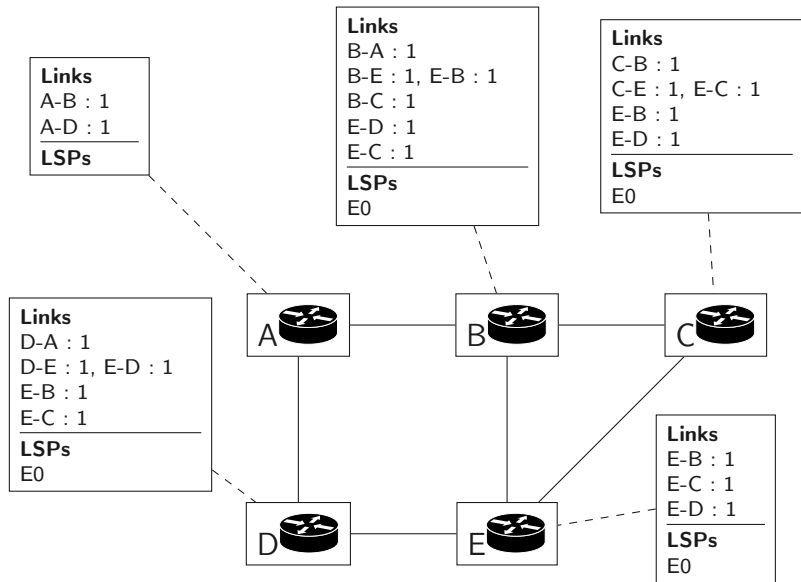 Links
A-B : 1
A-D : 1
LSPs
Links
B-A : 1
B-E : 1, E-B : 1
B-C : 1
E-D : 1
E-C : 1
LSPs
E0
Links
C-B : 1
C-E : 1, E-C : 1
E-B : 1
E-D : 1
LSPs
E0
A
B
C
Links
D-A : 1
D-E : 1, E-D : 1
E-B : 1
E-C : 1
LSPs
E0
D
E
Links
E-B : 1
E-C : 1
E-D : 1
LSPs
E0